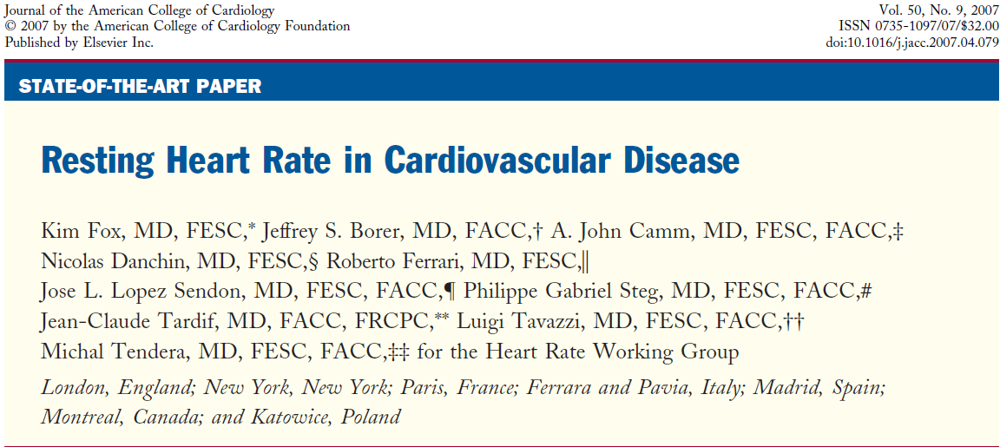 Journal of the American College of Cardiology
Vol. 50, No. 9, 2007
© 2007 by the American College of Cardiology Foundation
ISSN 0735-1097/07/$32.00
Published by Elsevier Inc.
doi:10.1016/j.jacc.2007.04.079
STATE-OF-THE-ART PAPER
Resting Heart Rate in Cardiovascular Disease
Kim Fox, MD, FESC,* Jeffrey S. Borer, MD, FACC,† A. John Camm, MD, FESC, FACC,‡
Nicolas Danchin, MD, FESC,§ Roberto Ferrari, MD, FESC,‖
Jose L. Lopez Sendon, MD, FESC, FACC,¶ Philippe Gabriel Steg, MD, FESC, FACC,#
Jean-Claude Tardif, MD, FACC, FRCPC,** Luigi Tavazzi, MD, FESC, FACC,††
Michal Tendera, MD, FESC, FACC,‡‡ for the Heart Rate Working Group
London, England; New York, New York; Paris, France; Ferrara and Pavia, Italy; Madrid, Spain;
Montreal, Canada; and Katowice, Poland